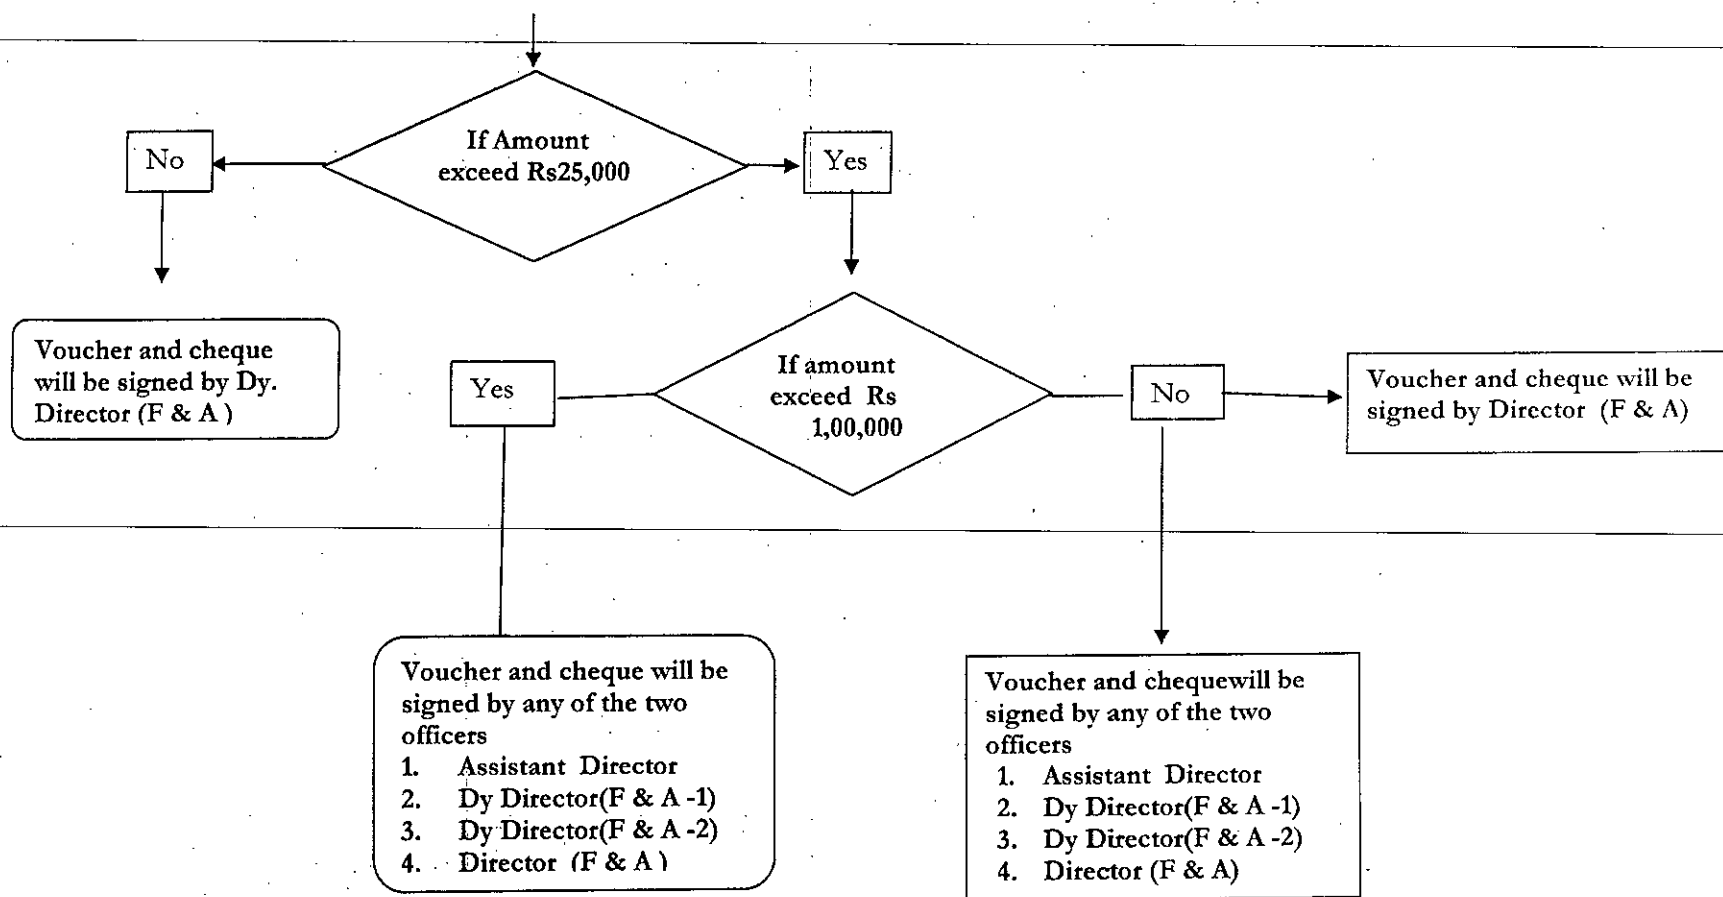 If Amount
exceed Rs25,000
No
Yes
Voucher and cheque
will be signed by Dy.
Director (F & A )
If amount
exceed Rs
1,00,000
Yes
No
Voucher and cheque will be
signed by Director (F & A)
Voucher and cheque will be
signed by any of the two
officers
1. Assistant Director
2. Dy Director(F & A -1)
3. Dy Director(F & A -2)
4. Director (F & A )
Voucher and chequewill be
signed by any of the two
officers
1. Assistant Director
2. Dy Director(F & A -1)
3. Dy Director(F & A -2)
4. Director (F & A)